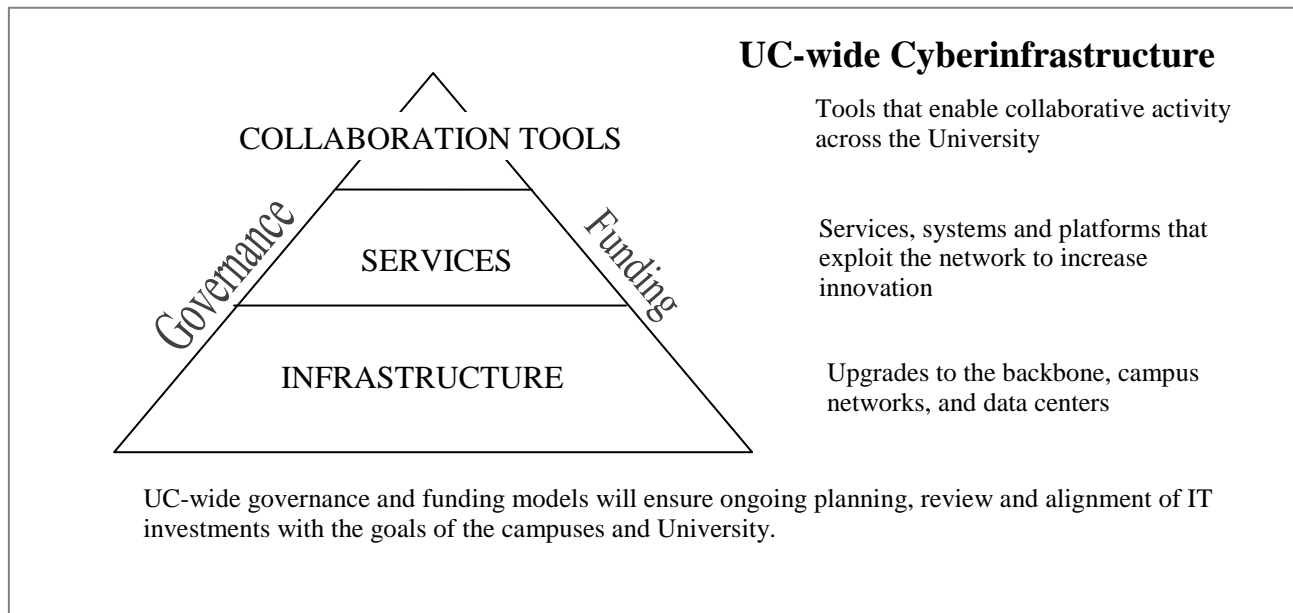 UC-wide Cyberinfrastructure
Tools that enable collaborative activity
across the University
COLLABORATION TOOLS
Governance
Funding
Services, systems and platforms that
exploit the network to increase
innovation
SERVICES
INFRASTRUCTURE
Upgrades to the backbone, campus
networks, and data centers
UC-wide governance and funding models will ensure ongoing planning, review and alignment of IT
investments with the goals of the campuses and University.